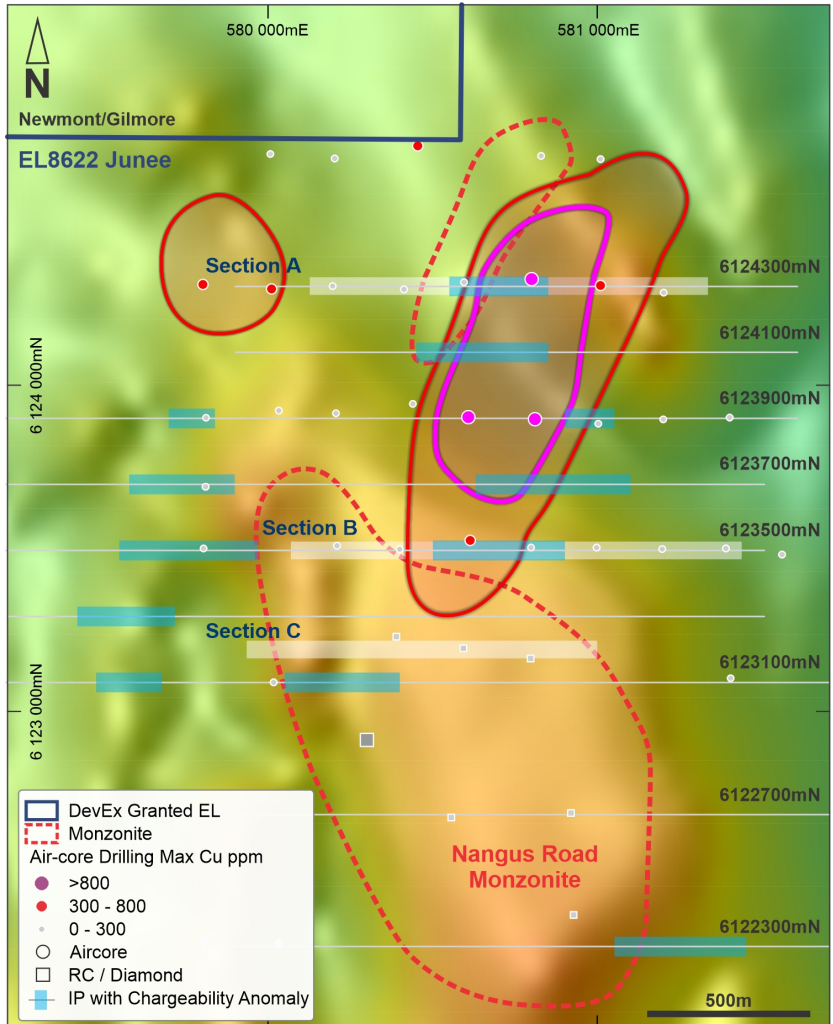 580 000mE
581 000mE
N
Newmont/Gilmore
EL8622 Junee
Section A
6124300mN
6124100mN
6 124 000mN
6123900mN
6123700mN
Section B
6123500mN
Section C
6123100mN
6 123 000mN
6122700mN
Nangus Road
Monzonite
6122300mN
500m
DevEx Granted EL
Monzonite
Air-core Drilling Max Cu ppm
>800
300 - 800
0 - 300
Aircore
RC / Diamond
IP with Chargeability Anomaly